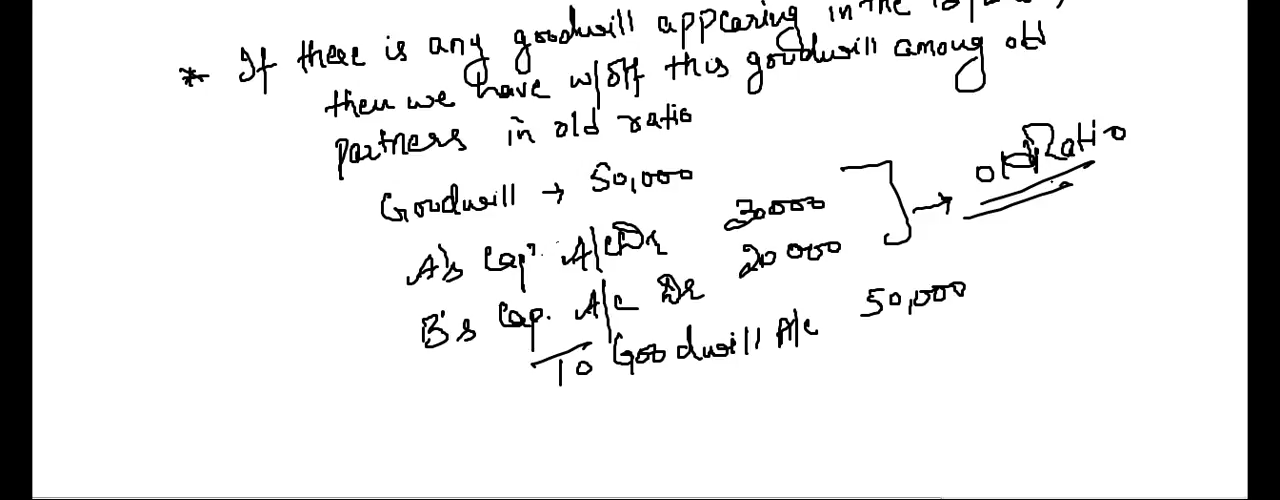 * If there is any goodwill appearing in the
then we have w/off this goodwill among old
partners in old ratio
Goodwill → 50,000
A's Cap. A/c Dr 30000
B's Cap. A/c Dr 20000
To Goodwill A/c 50,000
→ old Ratio